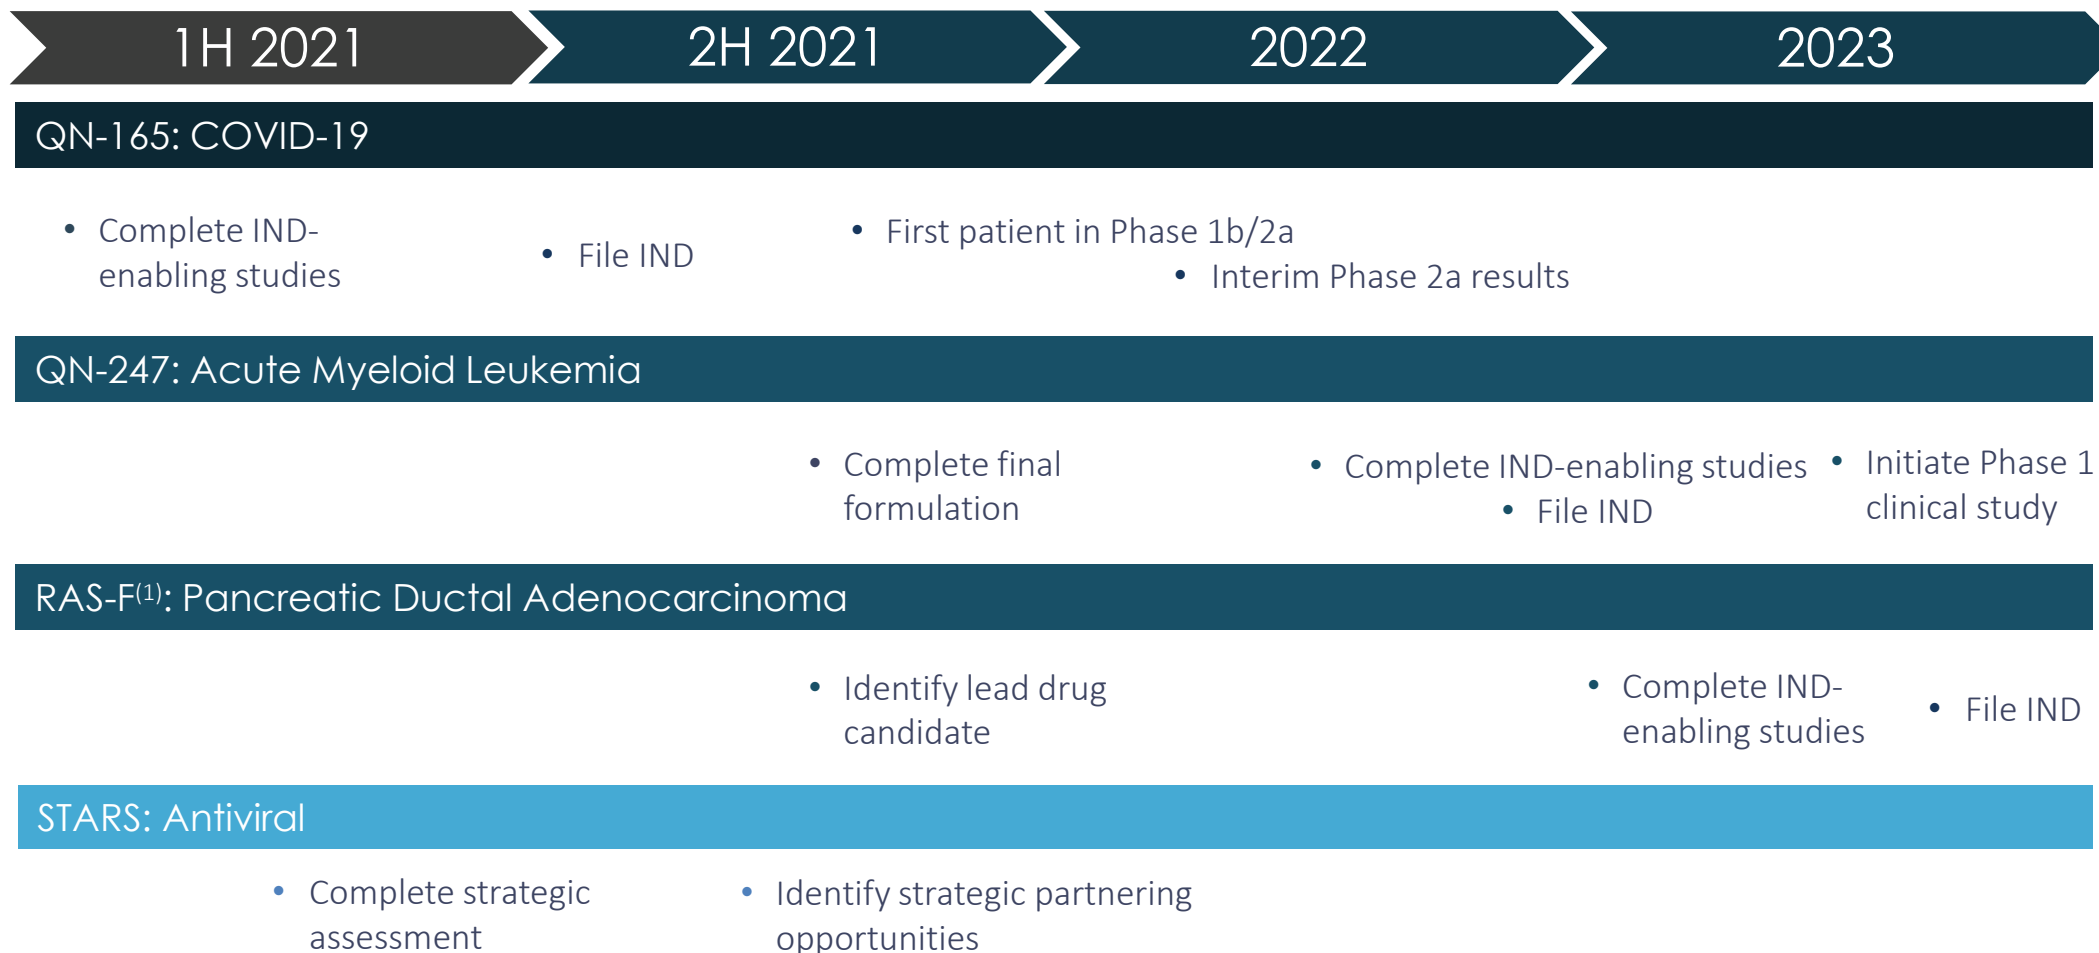 1H 2021
2H 2021
2022
2023
QN-165: COVID-19
• Complete IND-
enabling studies
• File IND
• First patient in Phase 1b/2a
• Interim Phase 2a results
QN-247: Acute Myeloid Leukemia
• Complete final
formulation
• Complete IND-enabling studies
• File IND
• Initiate Phase 1
clinical study
RAS-F(1): Pancreatic Ductal Adenocarcinoma
• Identify lead drug
candidate
• Complete IND-
enabling studies
• File IND
STARS: Antiviral
• Complete strategic
assessment
• Identify strategic partnering
opportunities